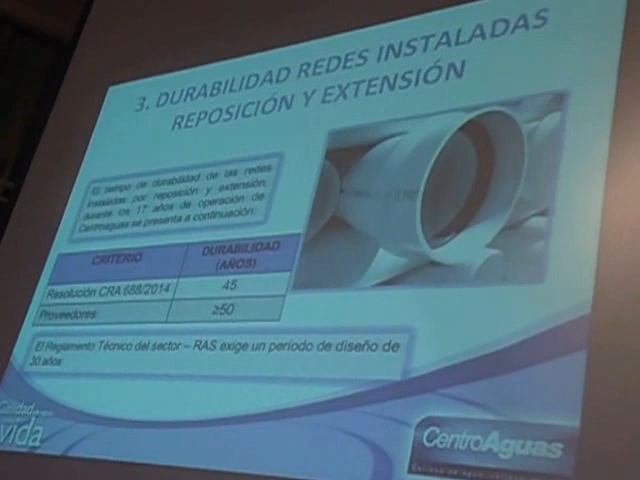 3. DURABILIDAD REDES INSTALADAS
REPOSICIÓN Y EXTENSIÓN
El tiempo de durabilidad de las redes
instaladas por reposición y extensión,
durante los 17 años de operación de
Centroaguas se presenta a continuación:
CRITERIO
DURABILIDAD
(AÑOS)
Resolución CRA 688/2014
45
Proveedores
≥50
El Reglamento Técnico del sector – RAS exige un período de diseño de
30 años
Calidad
vida
CentroAguas